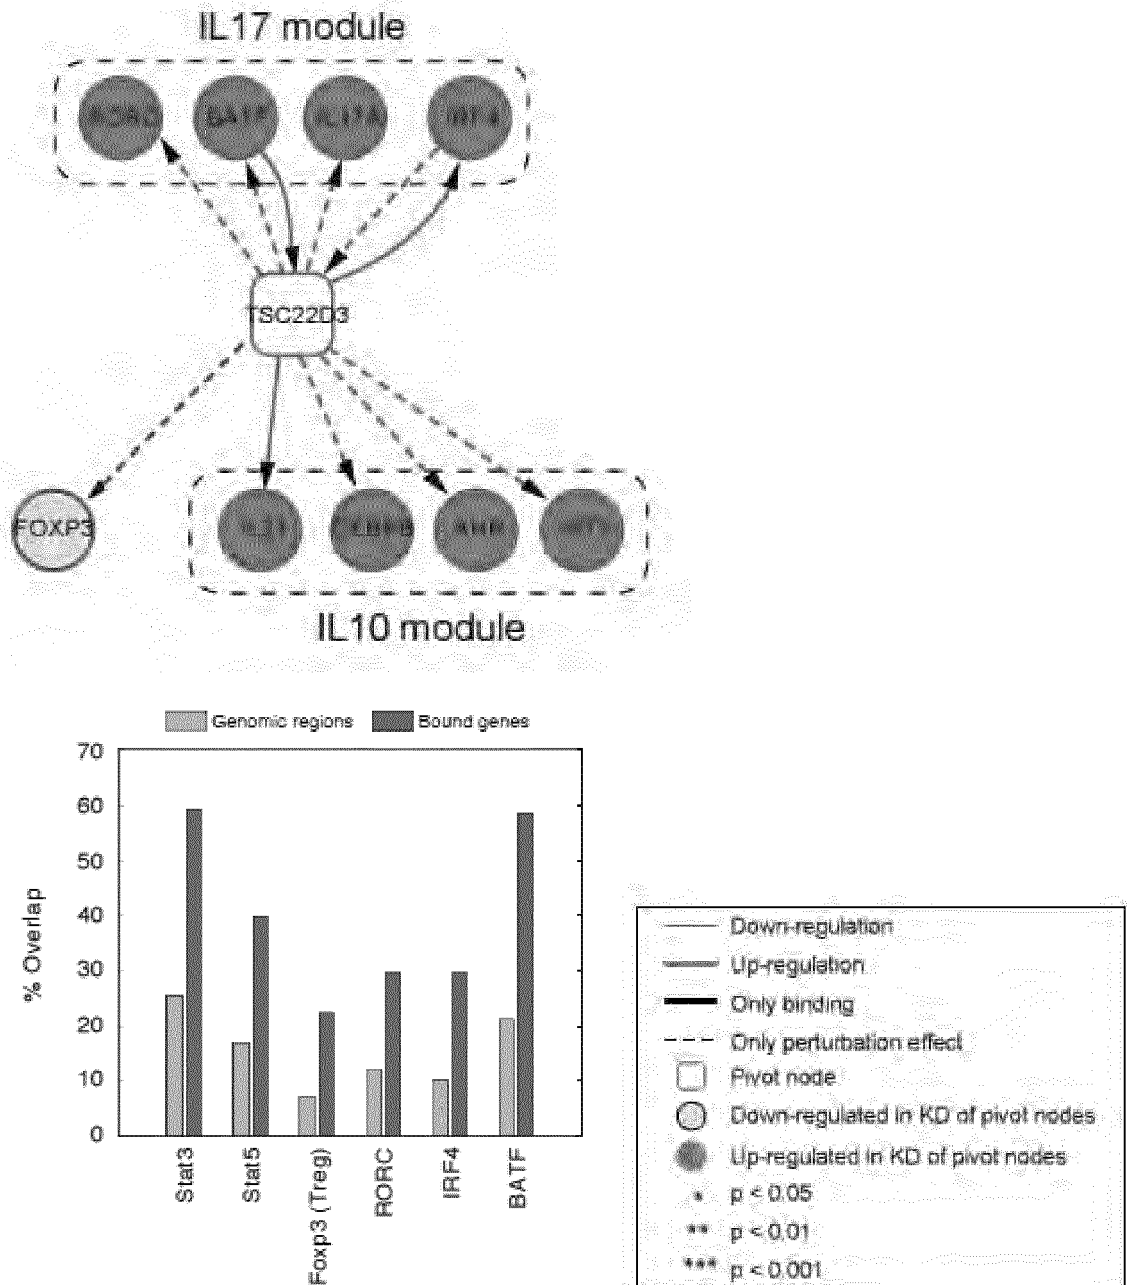 IL17 module
BATF IL17A IRF4
TSC22D3
FOXP3
IL10 module
Genomic regions Bound genes
70
60
50
40
30
20
10
0
% Overlap
Stat3
Stat5
Foxp3 (Treg)
RORC
IRF4
BATF
Down-regulation
Up-regulation
Only binding
Only perturbation effect
Pivot node
Down-regulated in KD of pivot nodes
Up-regulated in KD of pivot nodes
* p < 0.05
** p < 0.01
*** p < 0.001